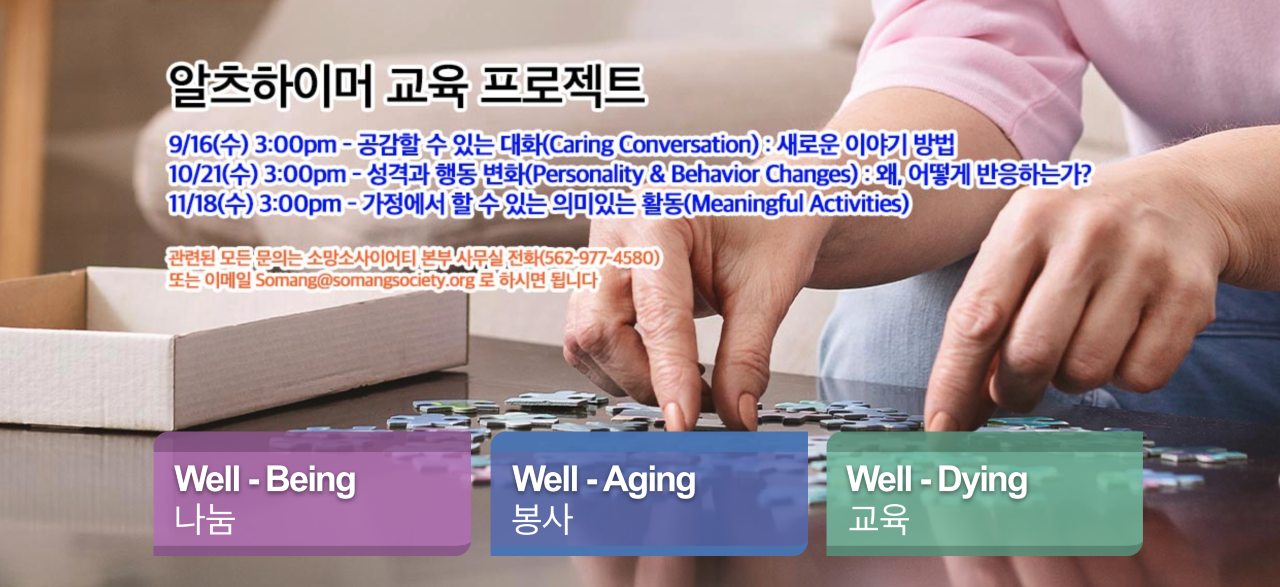 알츠하이머 교육 프로젝트
9/16(수) 3:00pm - 공감할 수 있는 대화(Caring Conversation) : 새로운 이야기 방법
10/21(수) 3:00pm - 성격과 행동 변화(Personality & Behavior Changes) : 왜, 어떻게 반응하는가?
11/18(수) 3:00pm - 가정에서 할 수 있는 의미있는 활동(Meaningful Activities)
관련된 모든 문의는 소망소사이어티 본부 사무실 전화(562-977-4580)
또는 이메일 Somang@somangsociety.org 로 하시면 됩니다
Well - Being
나눔
Well - Aging
봉사
Well - Dying
교육